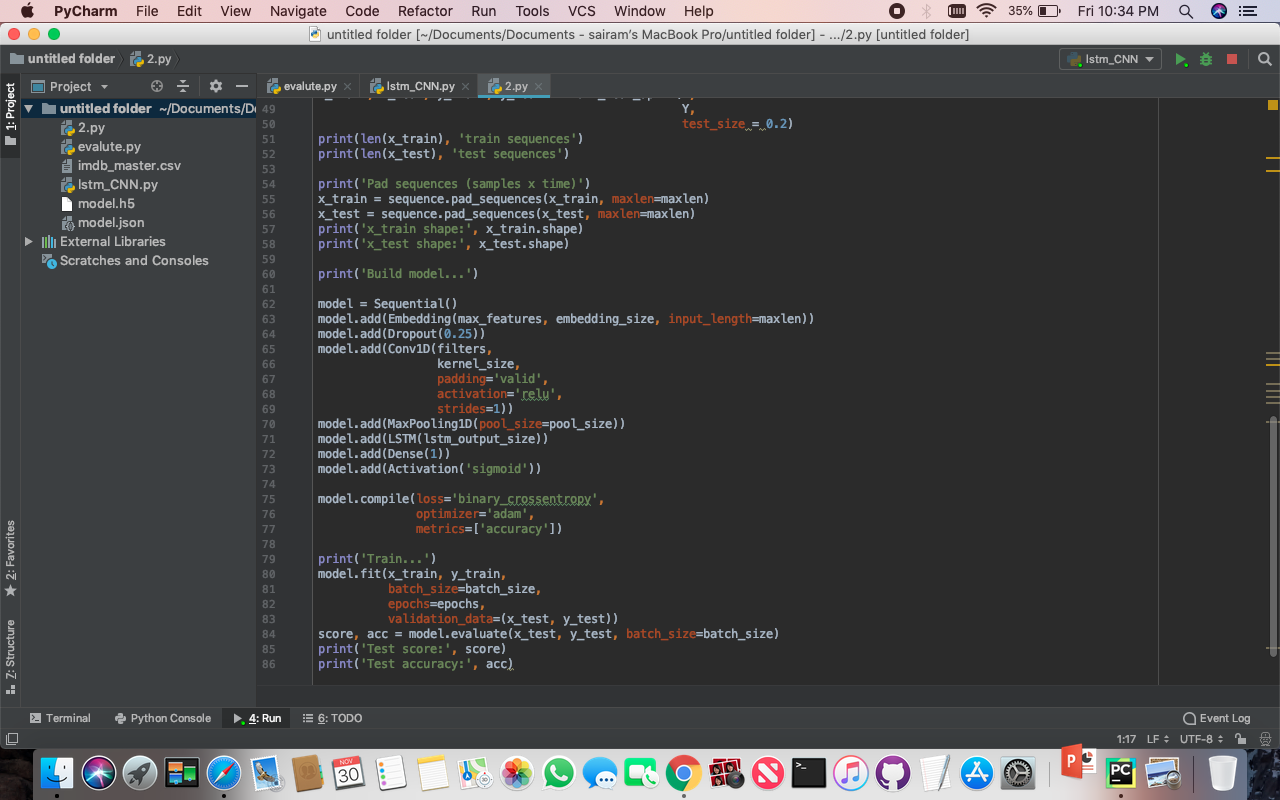 PyCharm File Edit View Navigate Code Refactor Run Tools VCS Window Help 35% Fri 10:34 PM
untitled folder [~/Documents/Documents - sairam's MacBook Pro/untitled folder] - .../2.py [untitled folder]
untitled folder 2.py lstm_CNN
1: Project
Project
evalute.py lstm_CNN.py 2.py
untitled folder ~/Documents/Do
2.py
evalute.py
imdb_master.csv
lstm_CNN.py
model.h5
model.json
External Libraries
Scratches and Consoles
49 Y,
50 test_size = 0.2)
51 print(len(x_train), 'train sequences')
52 print(len(x_test), 'test sequences')
53
54 print('Pad sequences (samples x time)')
55 x_train = sequence.pad_sequences(x_train, maxlen=maxlen)
56 x_test = sequence.pad_sequences(x_test, maxlen=maxlen)
57 print('x_train shape:', x_train.shape)
58 print('x_test shape:', x_test.shape)
59
60 print('Build model...')
61
62 model = Sequential()
63 model.add(Embedding(max_features, embedding_size, input_length=maxlen))
64 model.add(Dropout(0.25))
65 model.add(Conv1D(filters,
66 kernel_size,
67 padding='valid',
68 activation='relu',
69 strides=1))
70 model.add(MaxPooling1D(pool_size=pool_size))
71 model.add(LSTM(lstm_output_size))
72 model.add(Dense(1))
73 model.add(Activation('sigmoid'))
74
75 model.compile(loss='binary_crossentropy',
76 optimizer='adam',
77 metrics=['accuracy'])
78
79 print('Train...')
80 model.fit(x_train, y_train,
81 batch_size=batch_size,
82 epochs=epochs,
83 validation_data=(x_test, y_test))
84 score, acc = model.evaluate(x_test, y_test, batch_size=batch_size)
85 print('Test score:', score)
86 print('Test accuracy:', acc)
2: Favorites
Z: Structure
Terminal Python Console 4: Run 6: TODO Event Log
1:17 LF UTF-8
NOV
30
P
PC